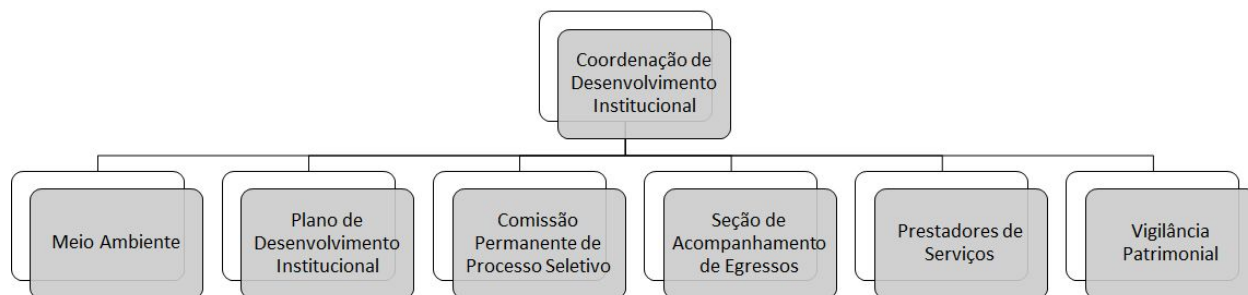 Coordenação de
Desenvolvimento
Institucional
Meio Ambiente
Plano de
Desenvolvimento
Institucional
Comissão
Permanente de
Processo Seletivo
Seção de
Acompanhamento
de Egressos
Prestadores de
Serviços
Vigilância
Patrimonial